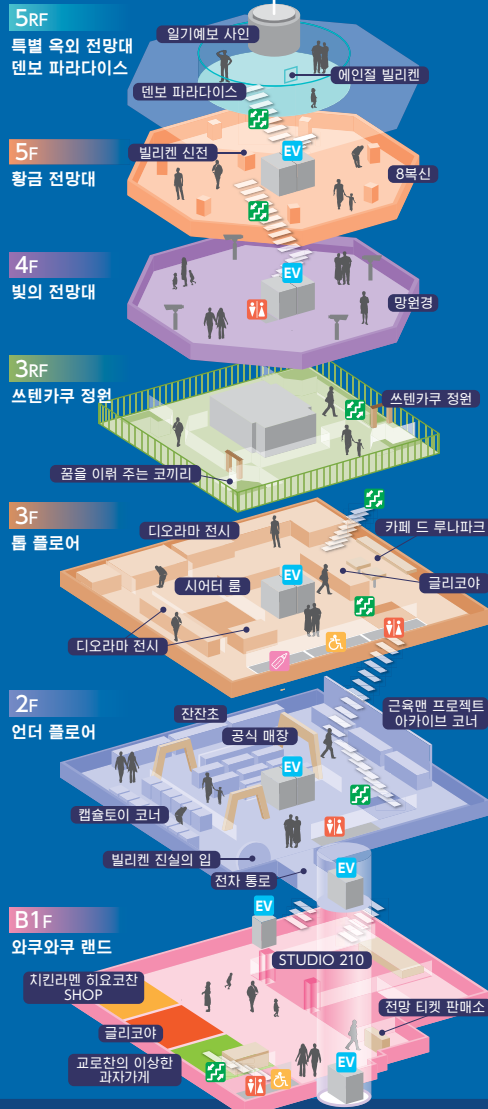 5RF
특별 옥외 전망대
덴보 파라다이스
일기예보 사인
에인절 빌리켄
덴보 파라다이스
5F
황금 전망대
빌리켄 신전
EV
8복신
4F
빛의 전망대
EV
망원경
3RF
쓰텐카쿠 정원
쓰텐카쿠 정원
꿈을 이뤄 주는 코끼리
3F
톱 플로어
디오라마 전시
카페 드 루나파크
시어터 룸
EV
글리코야
디오라마 전시
2F
언더 플로어
잔잔초
공식 매장
근육맨 프로젝트
아카이브 코너
EV
캡슐토이 코너
빌리켄 진실의 입
전차 통로
EV
B1F
와쿠와쿠 랜드
EV
STUDIO 210
치킨라멘 히요코찬
SHOP
전망 티켓 판매소
글리코야
교로찬의 이상한
과자가게
EV